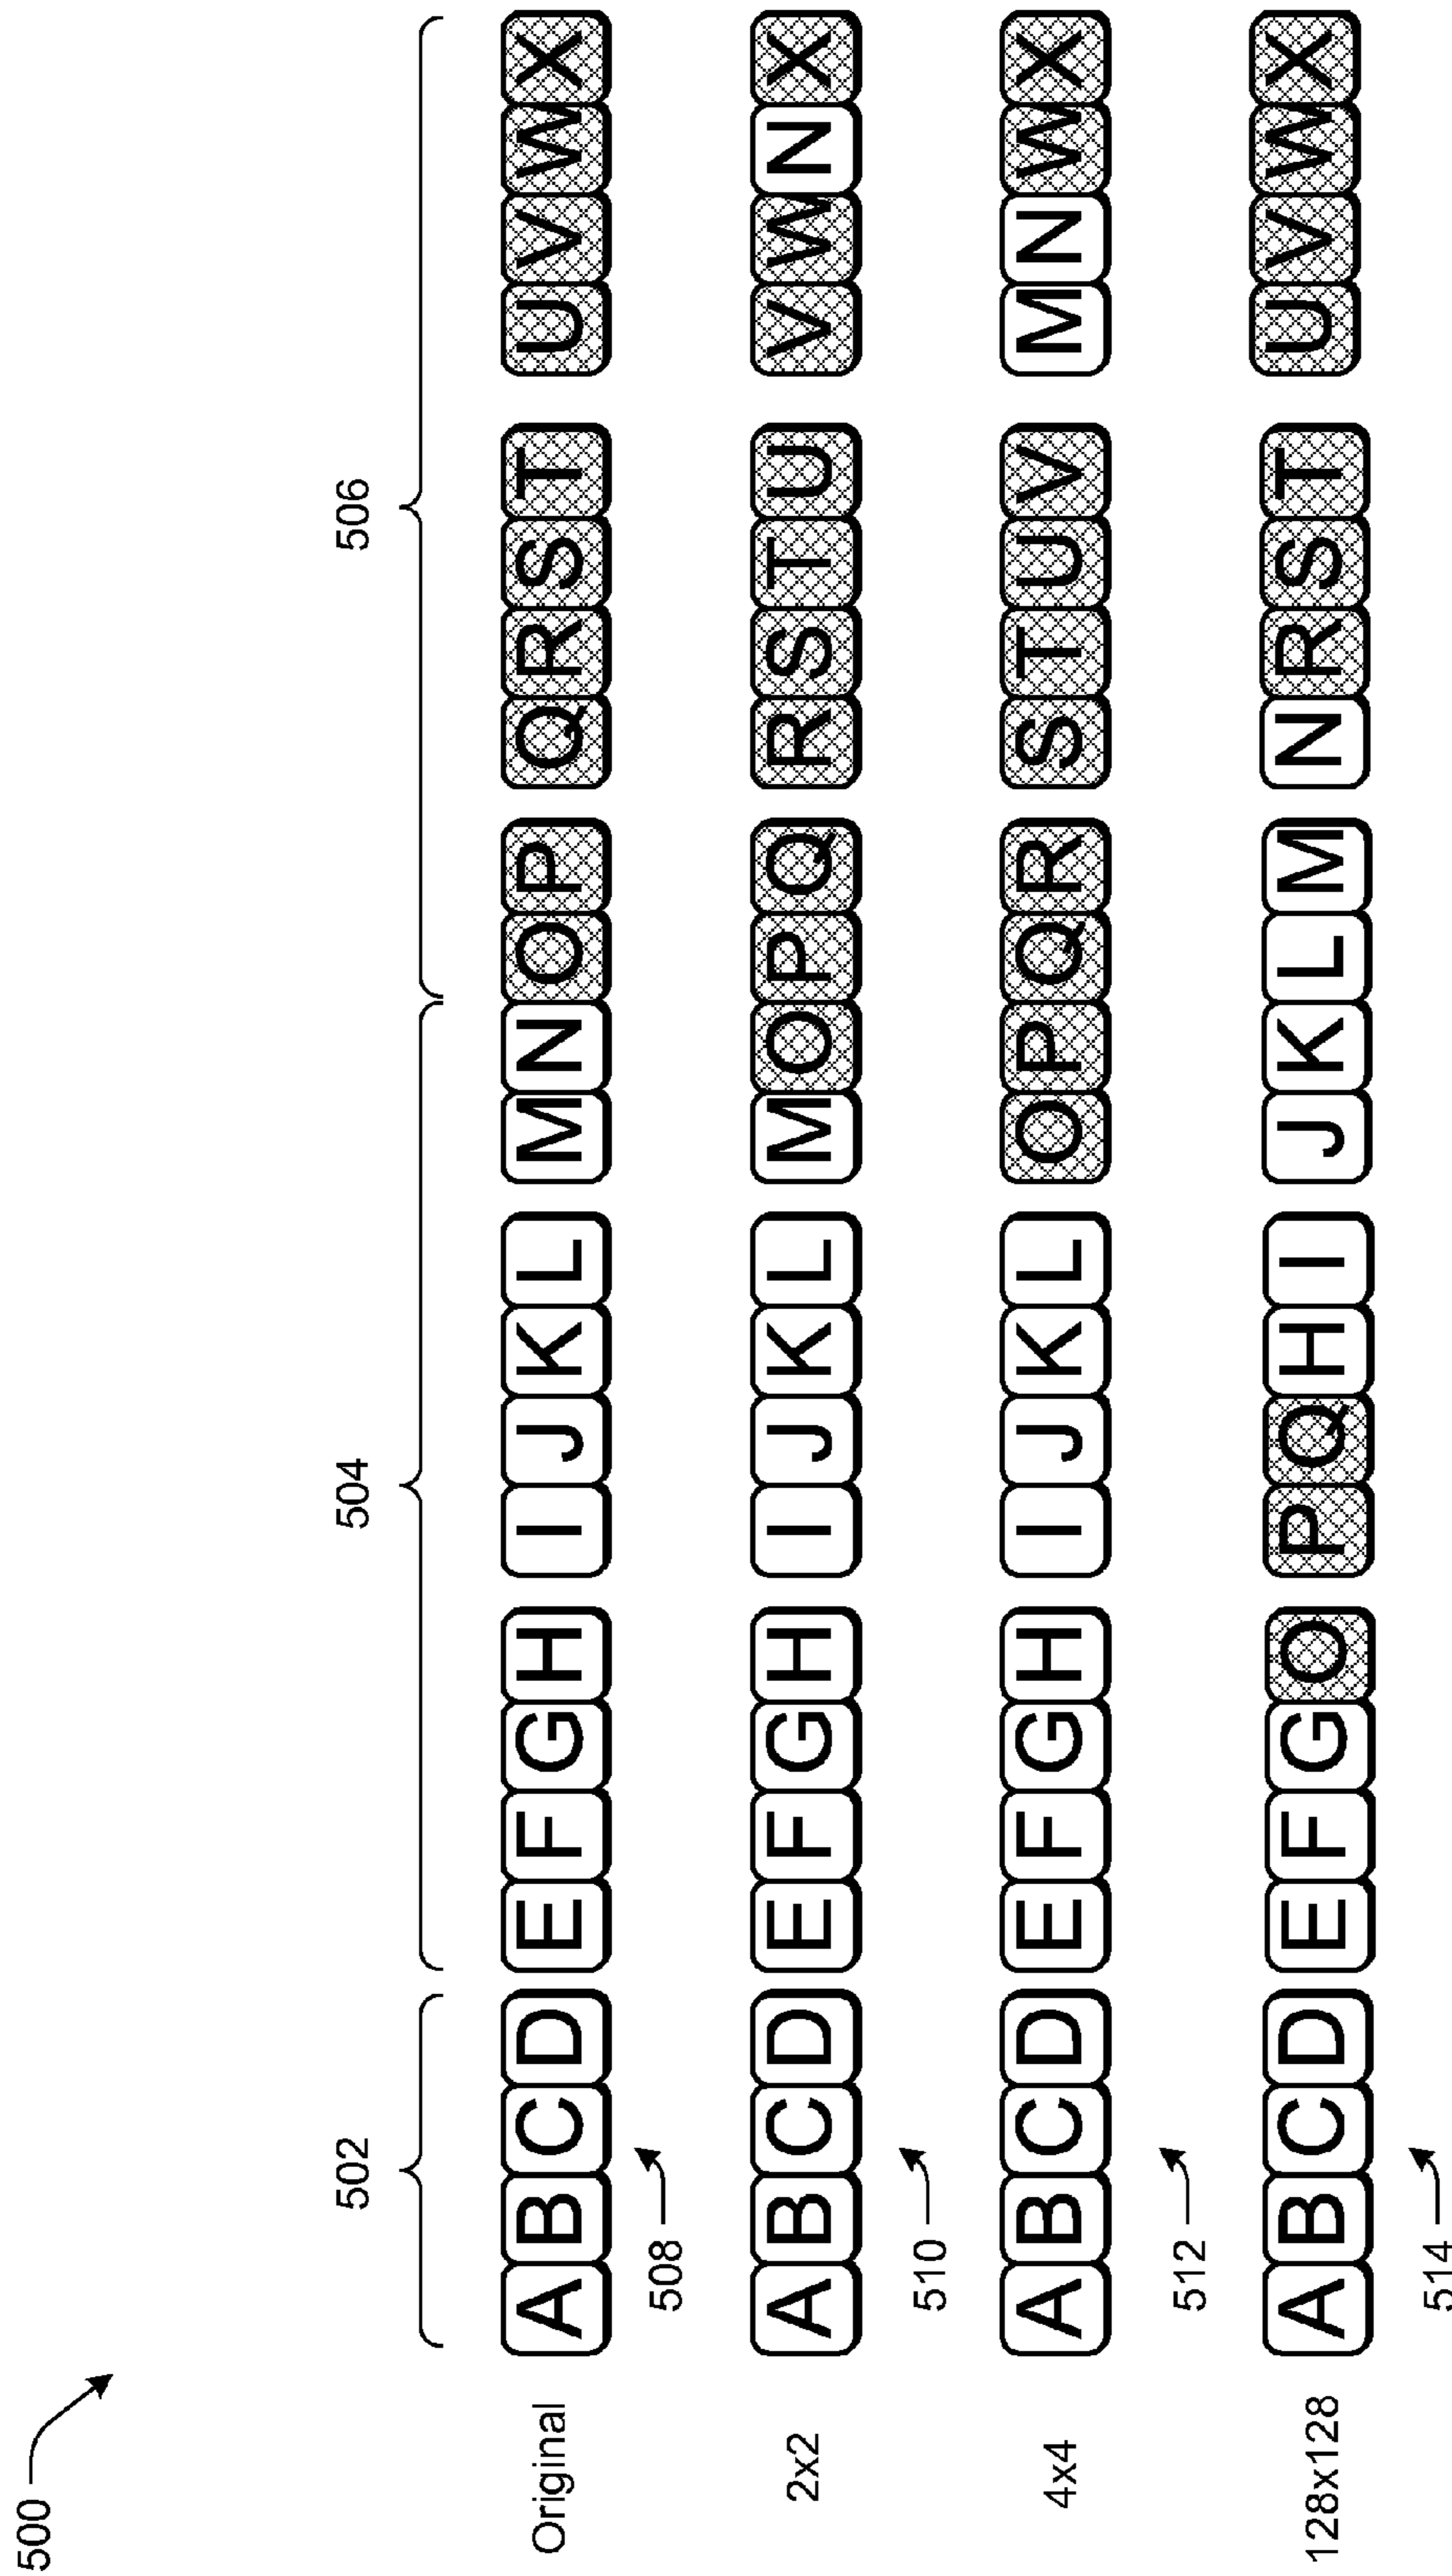 500
502 504 506
Original A B C D E F G H I J K L M N O P Q R S T U V W X
508
2x2 A B C D E F G H I J K L M O P Q R S T U V W N X
510
4x4 A B C D E F G H I J K L O P Q R S T U V M N W X
512
128x128 A B C D E F G O P Q H I J K L M N R S T U V W X
514